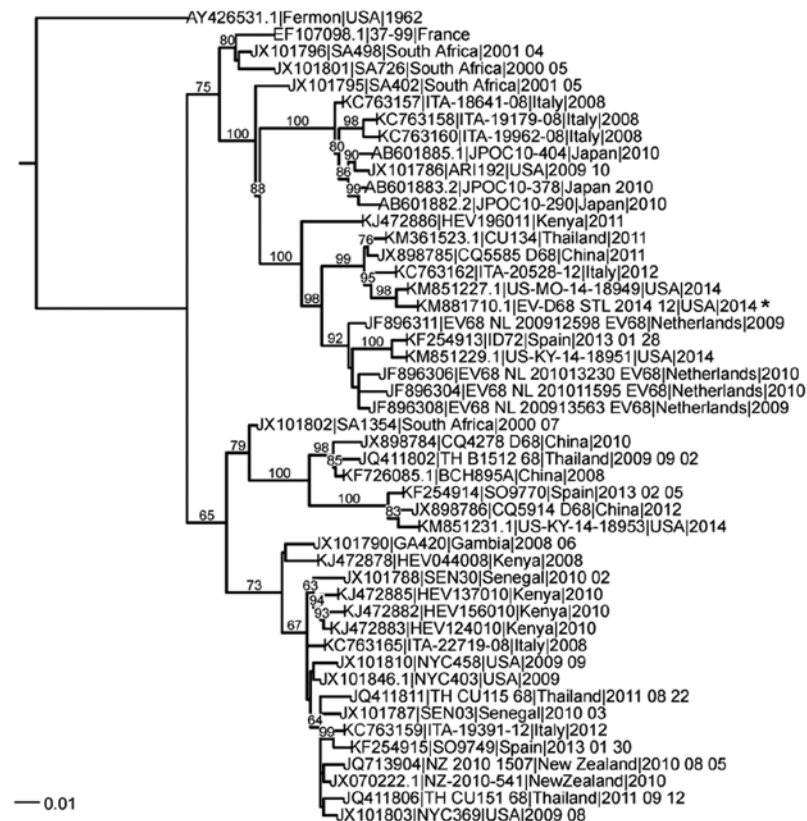 AY426531.1|Fermon|USA|1962
80
EF107098.1|37-99|France
JX101796|SA498|South Africa|2001 04
JX101801|SA726|South Africa|2000 05
75
JX101795|SA402|South Africa|2001 05
KC763157|ITA-18641-08|Italy|2008
100
100
98
KC763158|ITA-19179-08|Italy|2008
KC763160|ITA-19962-08|Italy|2008
80
90
AB601885.1|JPOC10-404|Japan|2010
86
JX101786|ARI192|USA|2009 10
88
99
AB601883.2|JPOC10-378|Japan 2010
AB601882.2|JPOC10-290|Japan|2010
KJ472886|HEV196011|Kenya|2011
76
KM361523.1|CU134|Thailand|2011
100
99
JX898785|CQ5585 D68|China|2011
95
KC763162|ITA-20528-12|Italy|2012
98
KM851227.1|US-MO-14-18949|USA|2014
98
KM881710.1|EV-D68 STL 2014 12|USA|2014 *
JF896311|EV68 NL 200912598 EV68|Netherlands|2009
92
100
KF254913|ID72|Spain|2013 01 28
KM851229.1|US-KY-14-18951|USA|2014
JF896306|EV68 NL 201013230 EV68|Netherlands|2010
JF896304|EV68 NL 201011595 EV68|Netherlands|2010
JF896308|EV68 NL 200913563 EV68|Netherlands|2009
JX101802|SA1354|South Africa|2000 07
79
98
JX898784|CQ4278 D68|China|2010
85
JQ411802|TH B1512 68|Thailand|2009 09 02
100
KF726085.1|BCH895A|China|2008
100
KF254914|SO9770|Spain|2013 02 05
83
JX898786|CQ5914 D68|China|2012
65
KM851231.1|US-KY-14-18953|USA|2014
JX101790|GA420|Gambia|2008 06
KJ472878|HEV044008|Kenya|2008
73
63
JX101788|SEN30|Senegal|2010 02
94
KJ472885|HEV137010|Kenya|2010
93
KJ472882|HEV156010|Kenya|2010
67
KJ472883|HEV124010|Kenya|2010
KC763165|ITA-22719-08|Italy|2008
JX101810|NYC458|USA|2009 09
JX101846.1|NYC403|USA|2009
JQ411811|TH CU115 68|Thailand|2011 08 22
JX101787|SEN03|Senegal|2010 03
64
99
KC763159|ITA-19391-12|Italy|2012
KF254915|SO9749|Spain|2013 01 30
JQ713904|NZ 2010 1507|New Zealand|2010 08 05
JX070222.1|NZ-2010-541|NewZealand|2010
JQ411806|TH CU151 68|Thailand|2011 09 12
0.01
JX101803|NYC369|USA|2009 08